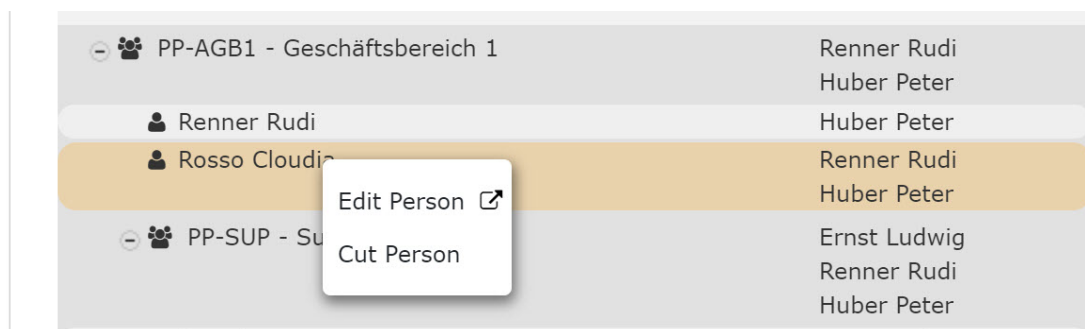 PP-AGB1 - Geschäftsbereich 1 Renner Rudi
Huber Peter
Renner Rudi Huber Peter
Rosso Cloudia Renner Rudi
Huber Peter
Edit Person
Cut Person
PP-SUP - Su Ernst Ludwig
Renner Rudi
Huber Peter